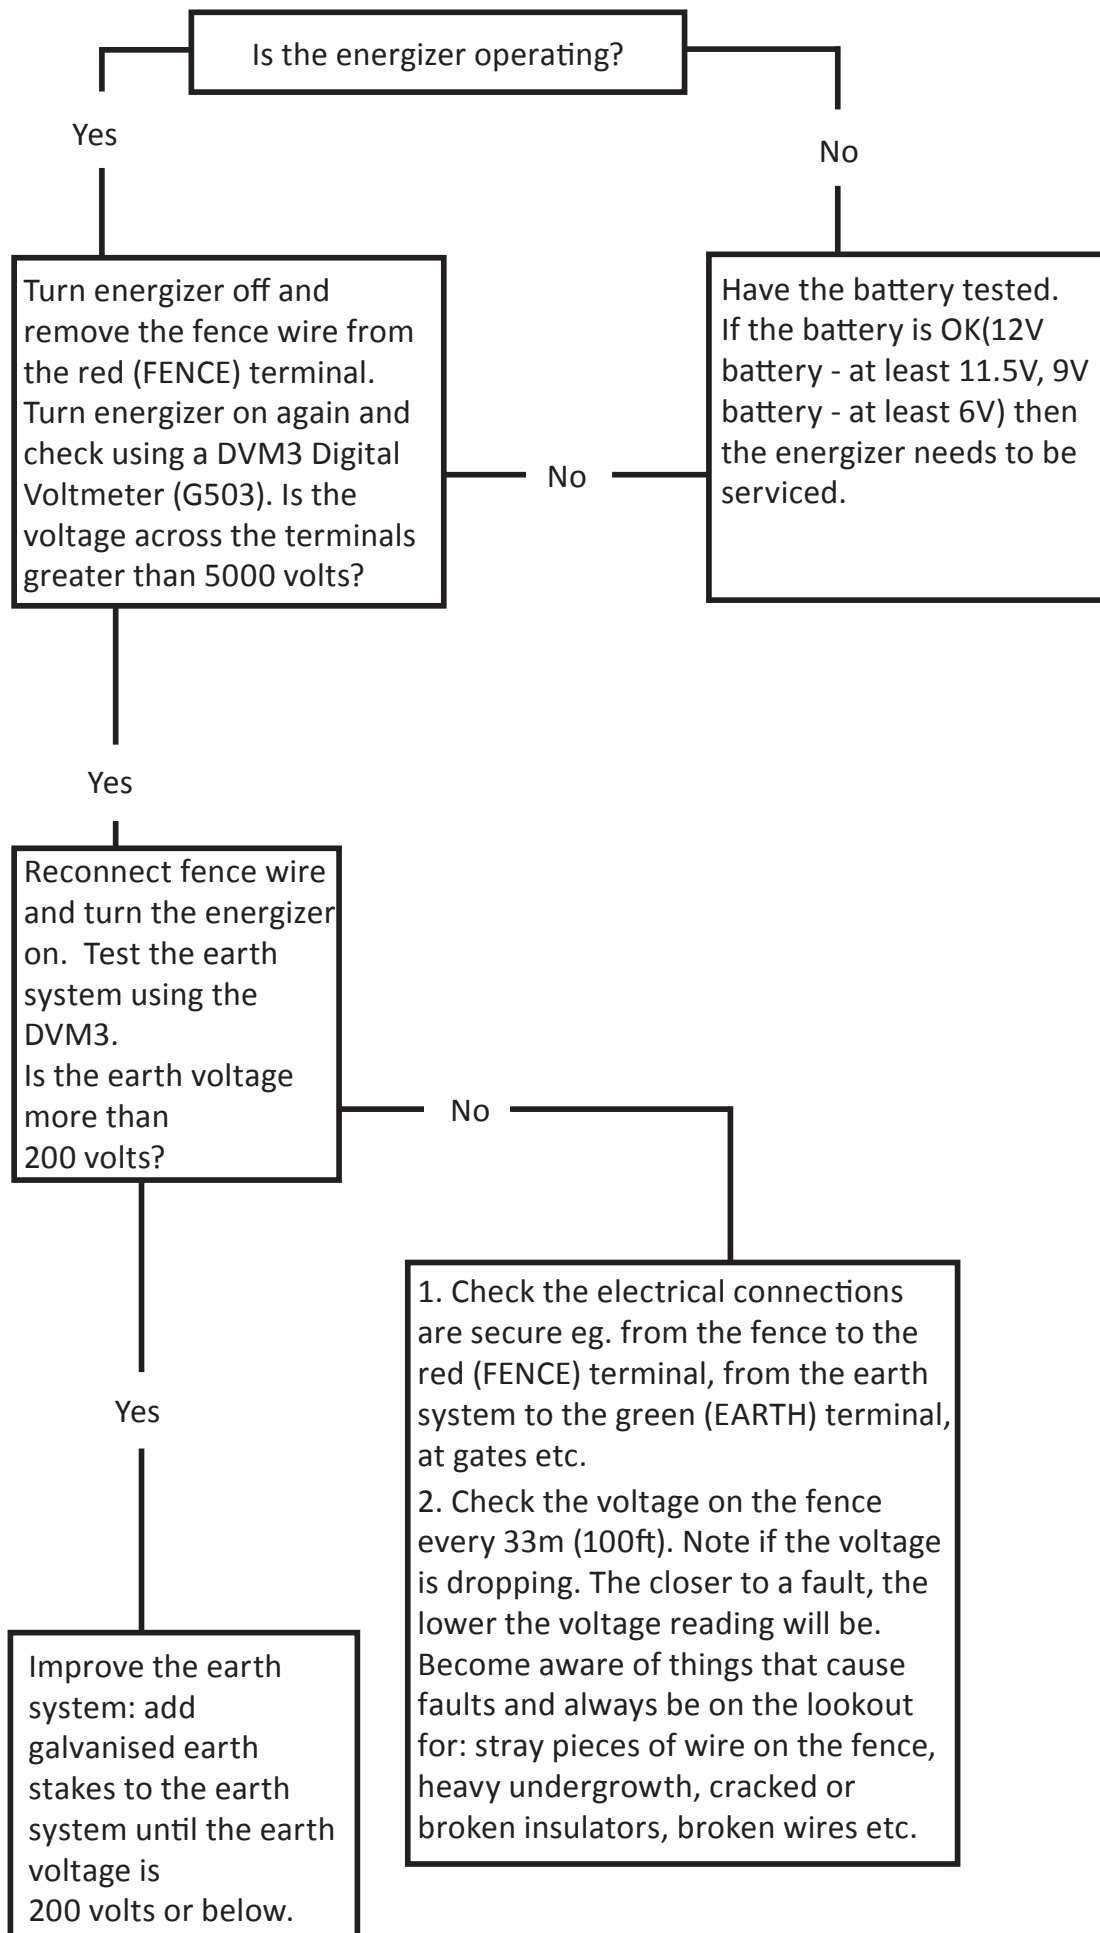 Is the energizer operating?
Yes
No
Turn energizer off and
remove the fence wire from
the red (FENCE) terminal.
Turn energizer on again and
check using a DVM3 Digital
Voltmeter (G503). Is the
voltage across the terminals
greater than 5000 volts?
No
Have the battery tested.
If the battery is OK(12V
battery - at least 11.5V, 9V
battery - at least 6V) then
the energizer needs to be
serviced.
Yes
Reconnect fence wire
and turn the energizer
on.  Test the earth
system using the
DVM3.
Is the earth voltage
more than
200 volts?
No
Yes
1. Check the electrical connections
are secure eg. from the fence to the
red (FENCE) terminal, from the earth
system to the green (EARTH) terminal,
at gates etc.
2. Check the voltage on the fence
every 33m (100ft). Note if the voltage
is dropping. The closer to a fault, the
lower the voltage reading will be.
Become aware of things that cause
faults and always be on the lookout
for: stray pieces of wire on the fence,
heavy undergrowth, cracked or
broken insulators, broken wires etc.
Improve the earth
system: add
galvanised earth
stakes to the earth
system until the earth
voltage is
200 volts or below.